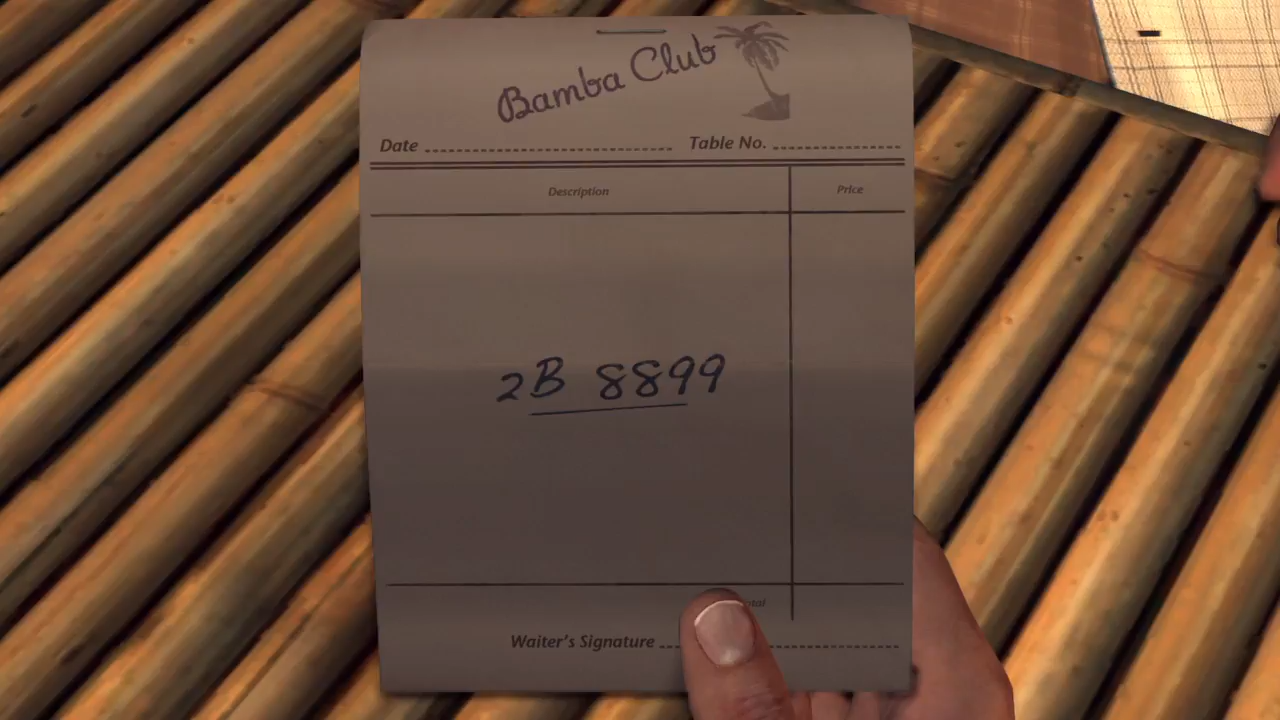 Bamba Club
Date
Table No.
Description
Price
2B 8899
Waiter's Signature